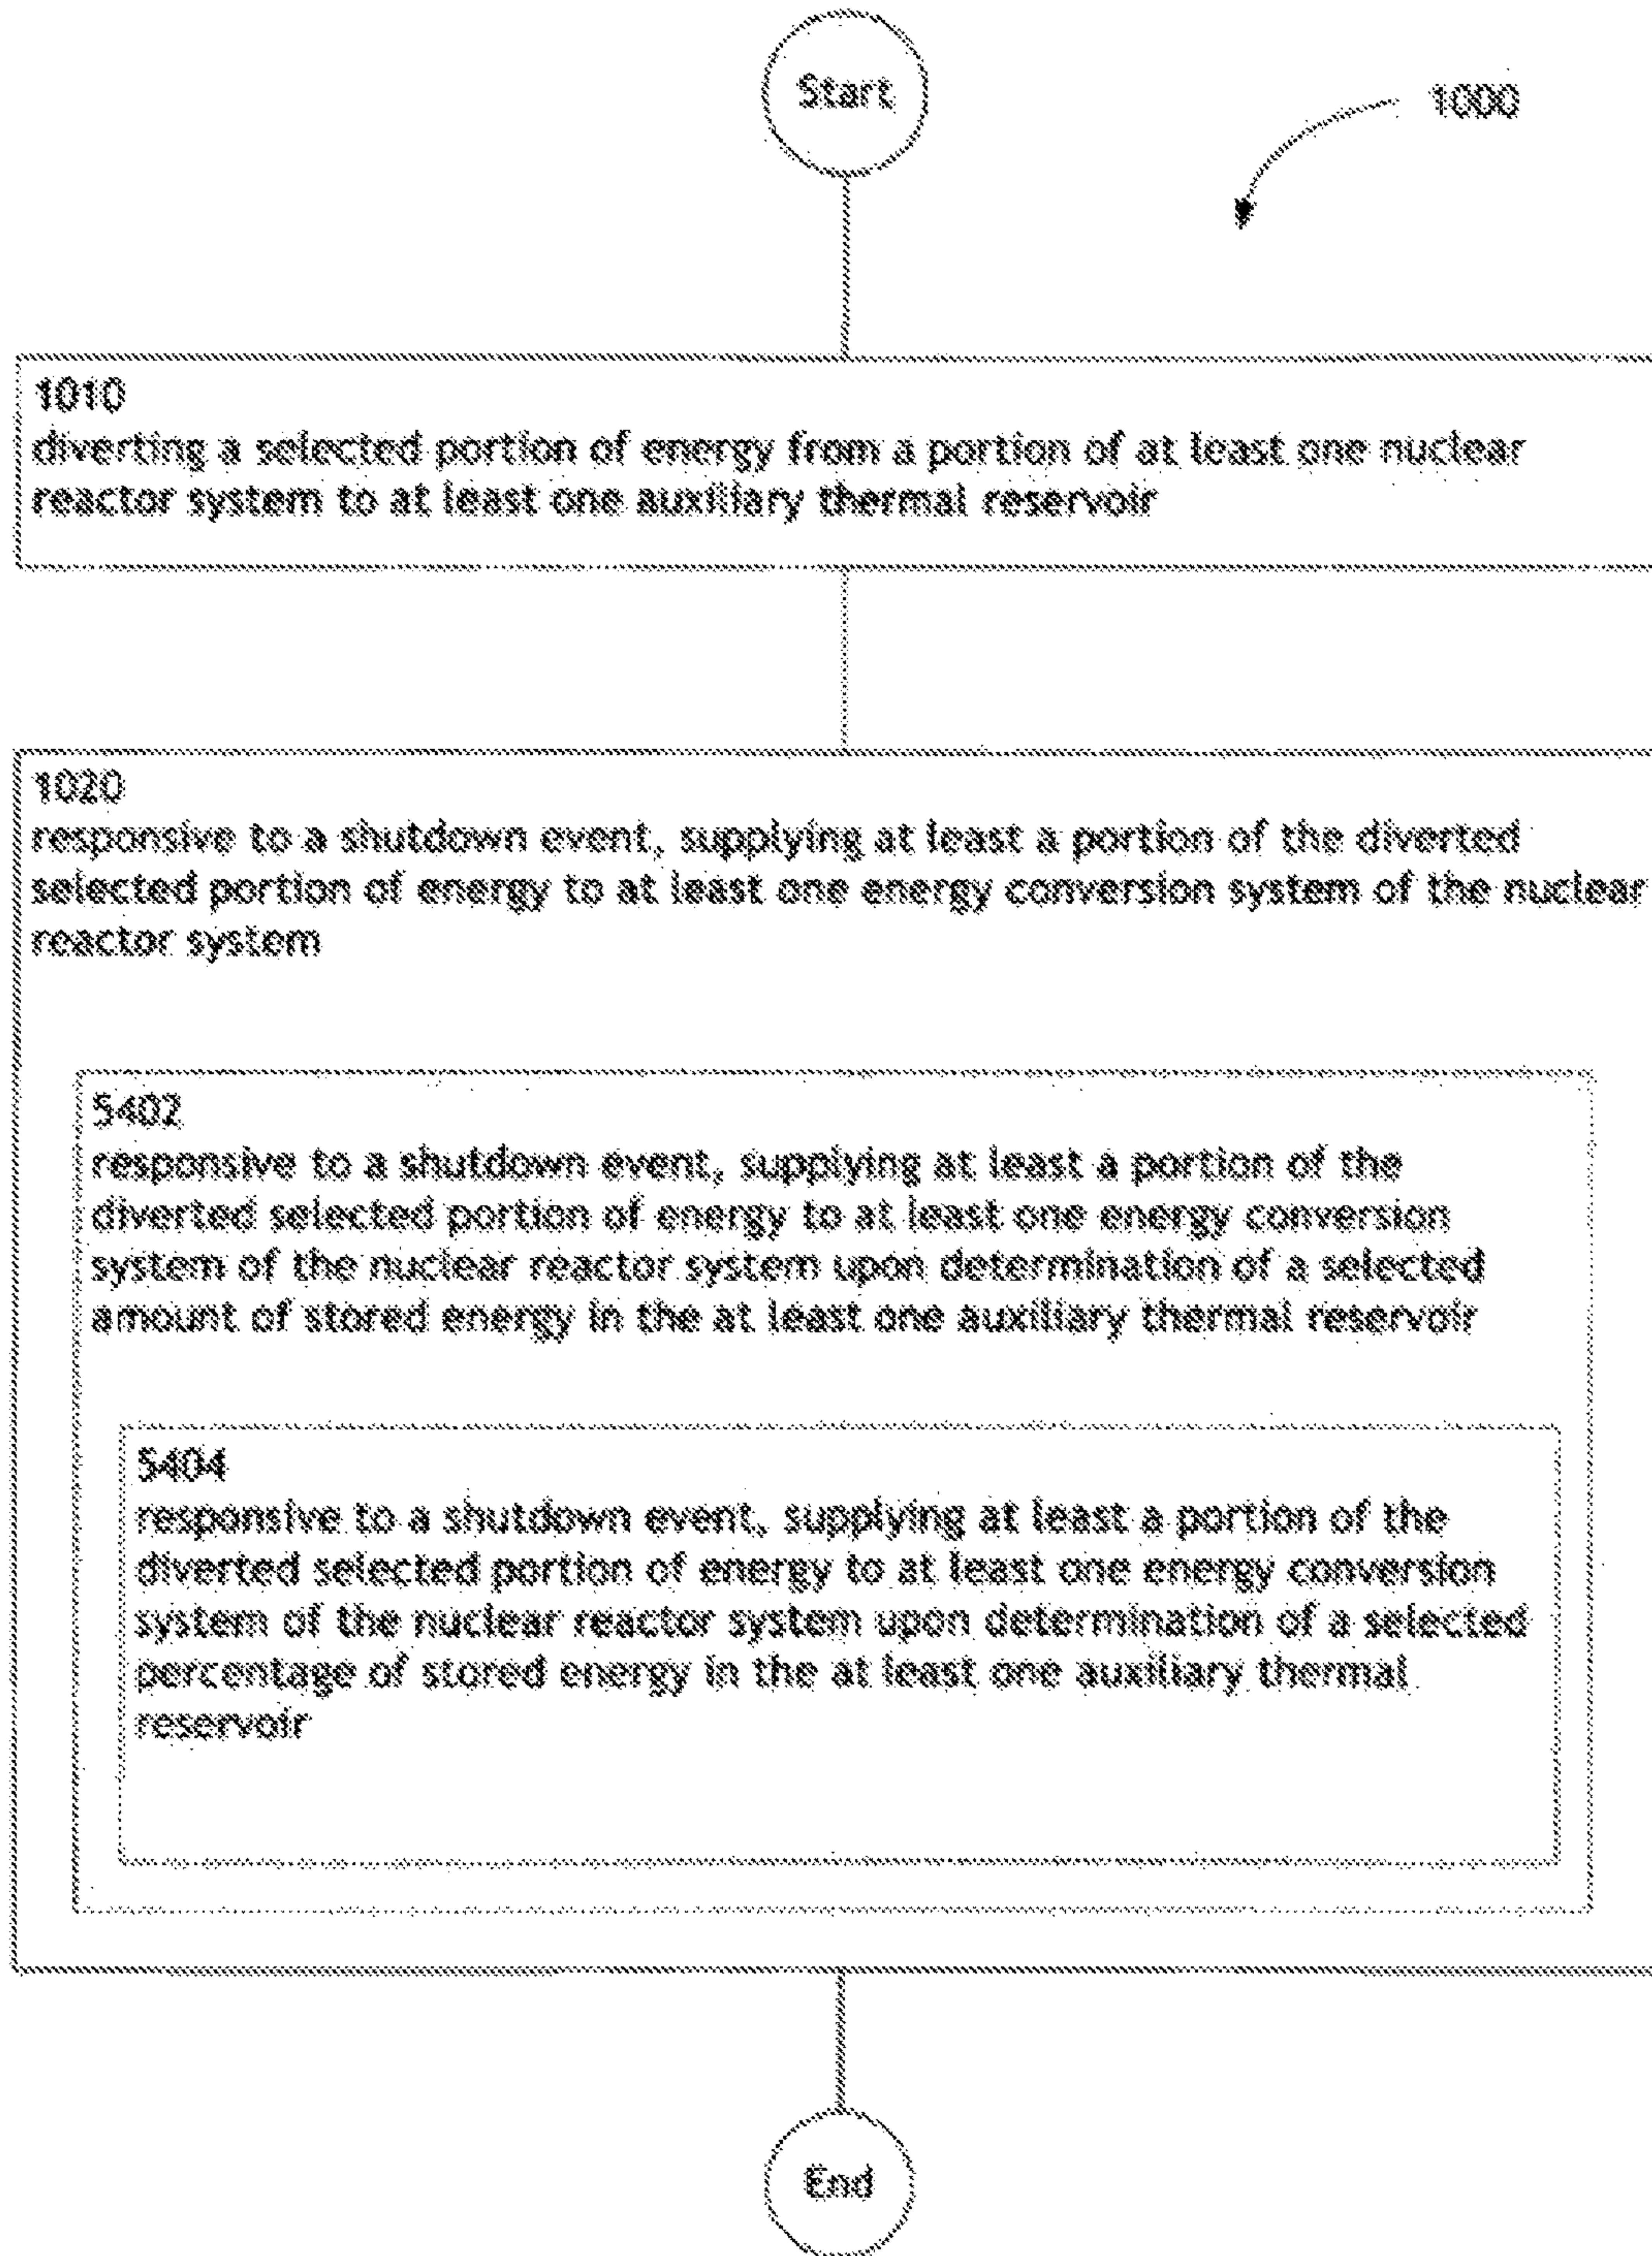 Start
1000
1010
diverting a selected portion of energy from a portion of at least one nuclear
reactor system to at least one auxiliary thermal reservoir
1020
responsive to a shutdown event, supplying at least a portion of the diverted
selected portion of energy to at least one energy conversion system of the nuclear
reactor system
5402
responsive to a shutdown event, supplying at least a portion of the
diverted selected portion of energy to at least one energy conversion
system of the nuclear reactor system upon determination of a selected
amount of stored energy in the at least one auxiliary thermal reservoir
5404
responsive to a shutdown event, supplying at least a portion of the
diverted selected portion of energy to at least one energy conversion
system of the nuclear reactor system upon determination of a selected
percentage of stored energy in the at least one auxiliary thermal
reservoir
End